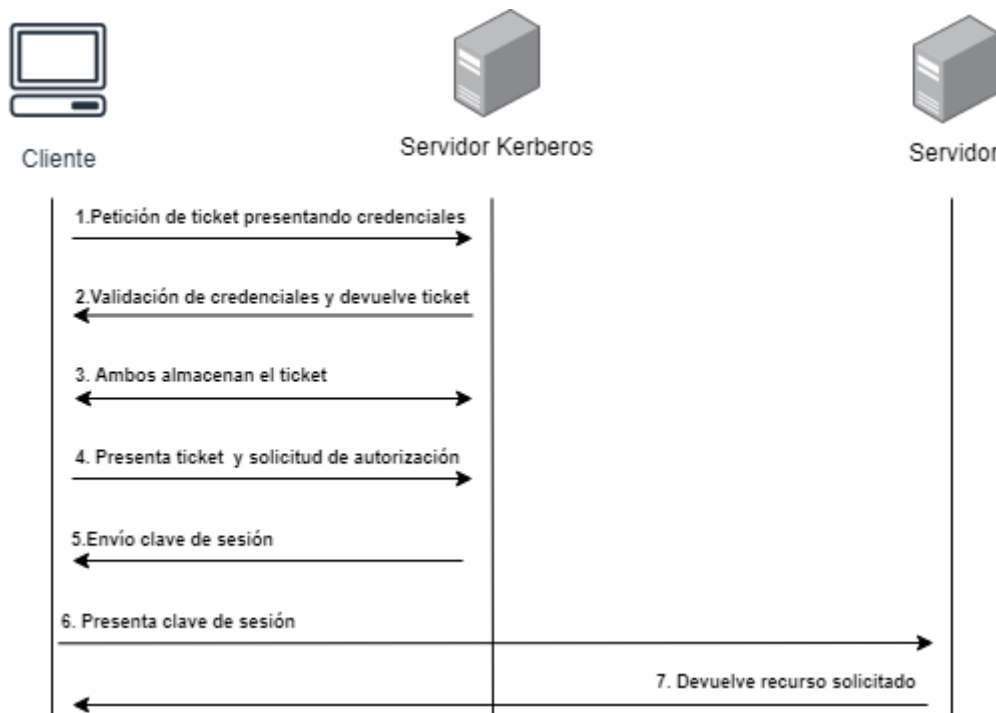 Cliente
Servidor Kerberos
Servidor
1.Petición de ticket presentando credenciales
2.Validación de credenciales y devuelve ticket
3. Ambos almacenan el ticket
4. Presenta ticket y solicitud de autorización
5.Envío clave de sesión
6. Presenta clave de sesión
7. Devuelve recurso solicitado